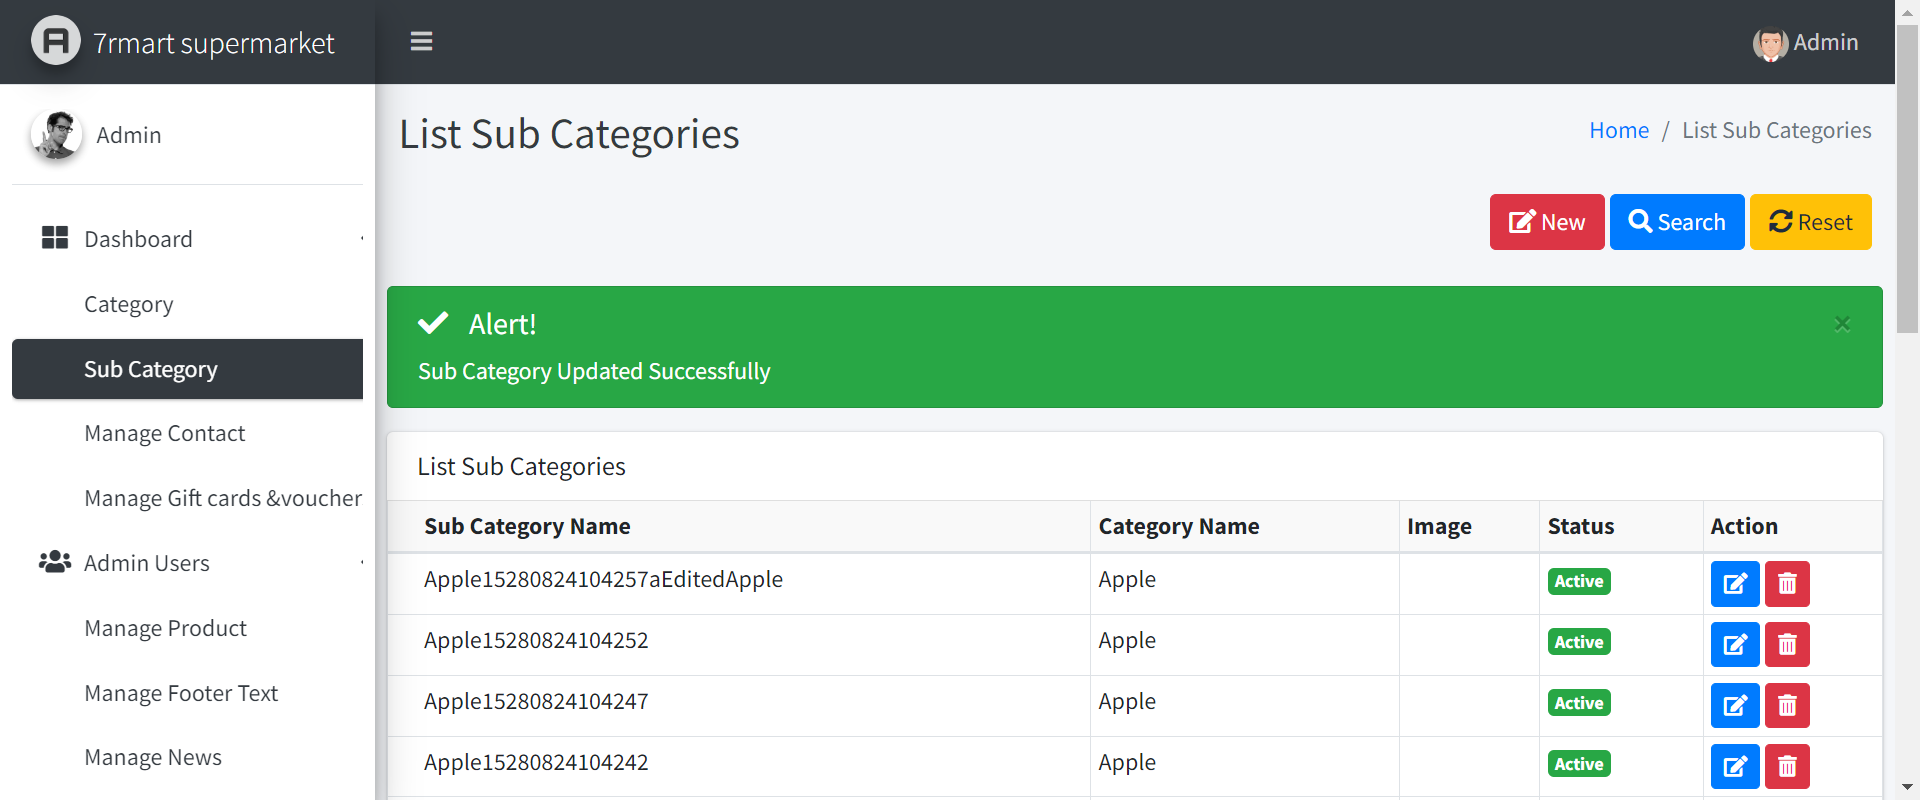 7rmart supermarket
Admin
Admin
Dashboard
Category
Sub Category
Manage Contact
Manage Gift cards &voucher
Admin Users
Manage Product
Manage Footer Text
Manage News
List Sub Categories
Home / List Sub Categories
New Search Reset
Alert!
×
Sub Category Updated Successfully
List Sub Categories
Sub Category Name Category Name Image Status Action
Apple15280824104257aEditedApple Apple Active
Apple15280824104252 Apple Active
Apple15280824104247 Apple Active
Apple15280824104242 Apple Active